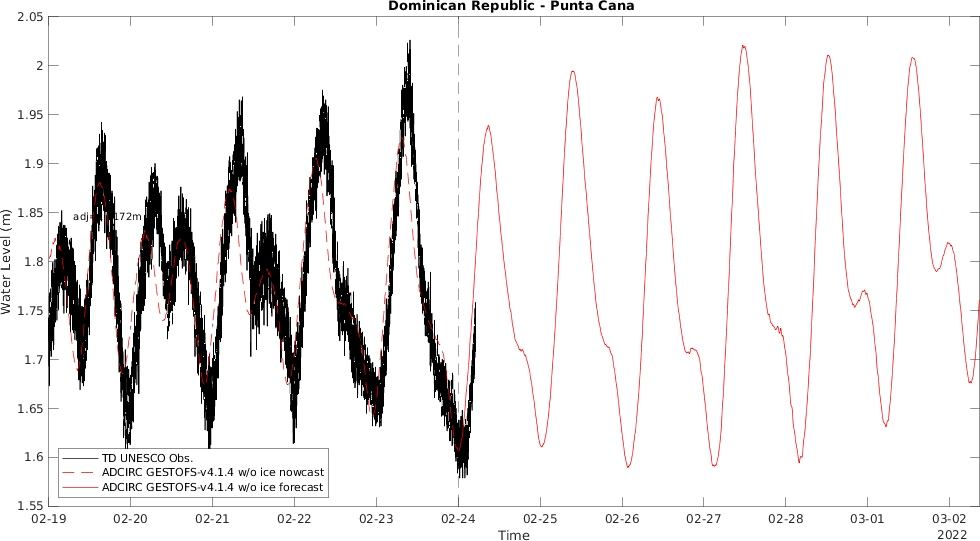 Dominican Republic - Punta Cana
2.05
2
1.95
1.9
1.85
1.8
1.75
1.7
1.65
1.6
1.55
Water Level (m)
172m
TD UNESCO Obs.
ADCIRC GESTOFS-v4.1.4 w/o ice nowcast
ADCIRC GESTOFS-v4.1.4 w/o ice forecast
02-19 02-20 02-21 02-22 02-23 02-24 02-25 02-26 02-27 02-28 03-01 03-02
Time
2022